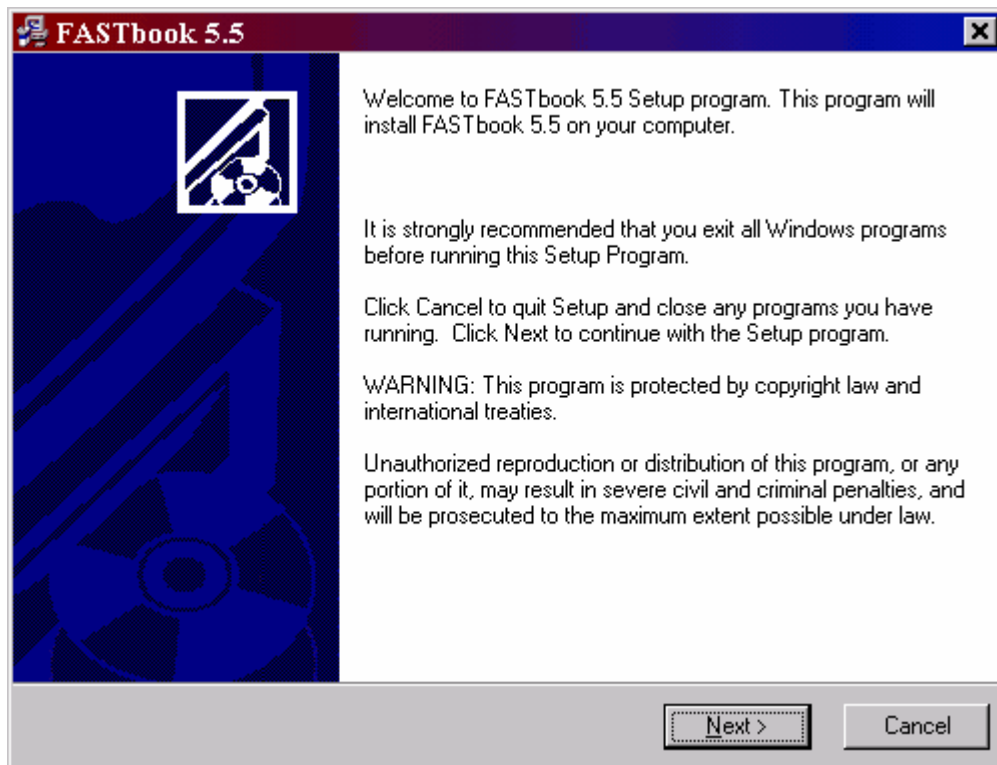 FASTbook 5.5
Welcome to FASTbook 5.5 Setup program. This program will
install FASTbook 5.5 on your computer.
It is strongly recommended that you exit all Windows programs
before running this Setup Program.
Click Cancel to quit Setup and close any programs you have
running.  Click Next to continue with the Setup program.
WARNING: This program is protected by copyright law and
international treaties.
Unauthorized reproduction or distribution of this program, or any
portion of it, may result in severe civil and criminal penalties, and
will be prosecuted to the maximum extent possible under law.
Next >
Cancel